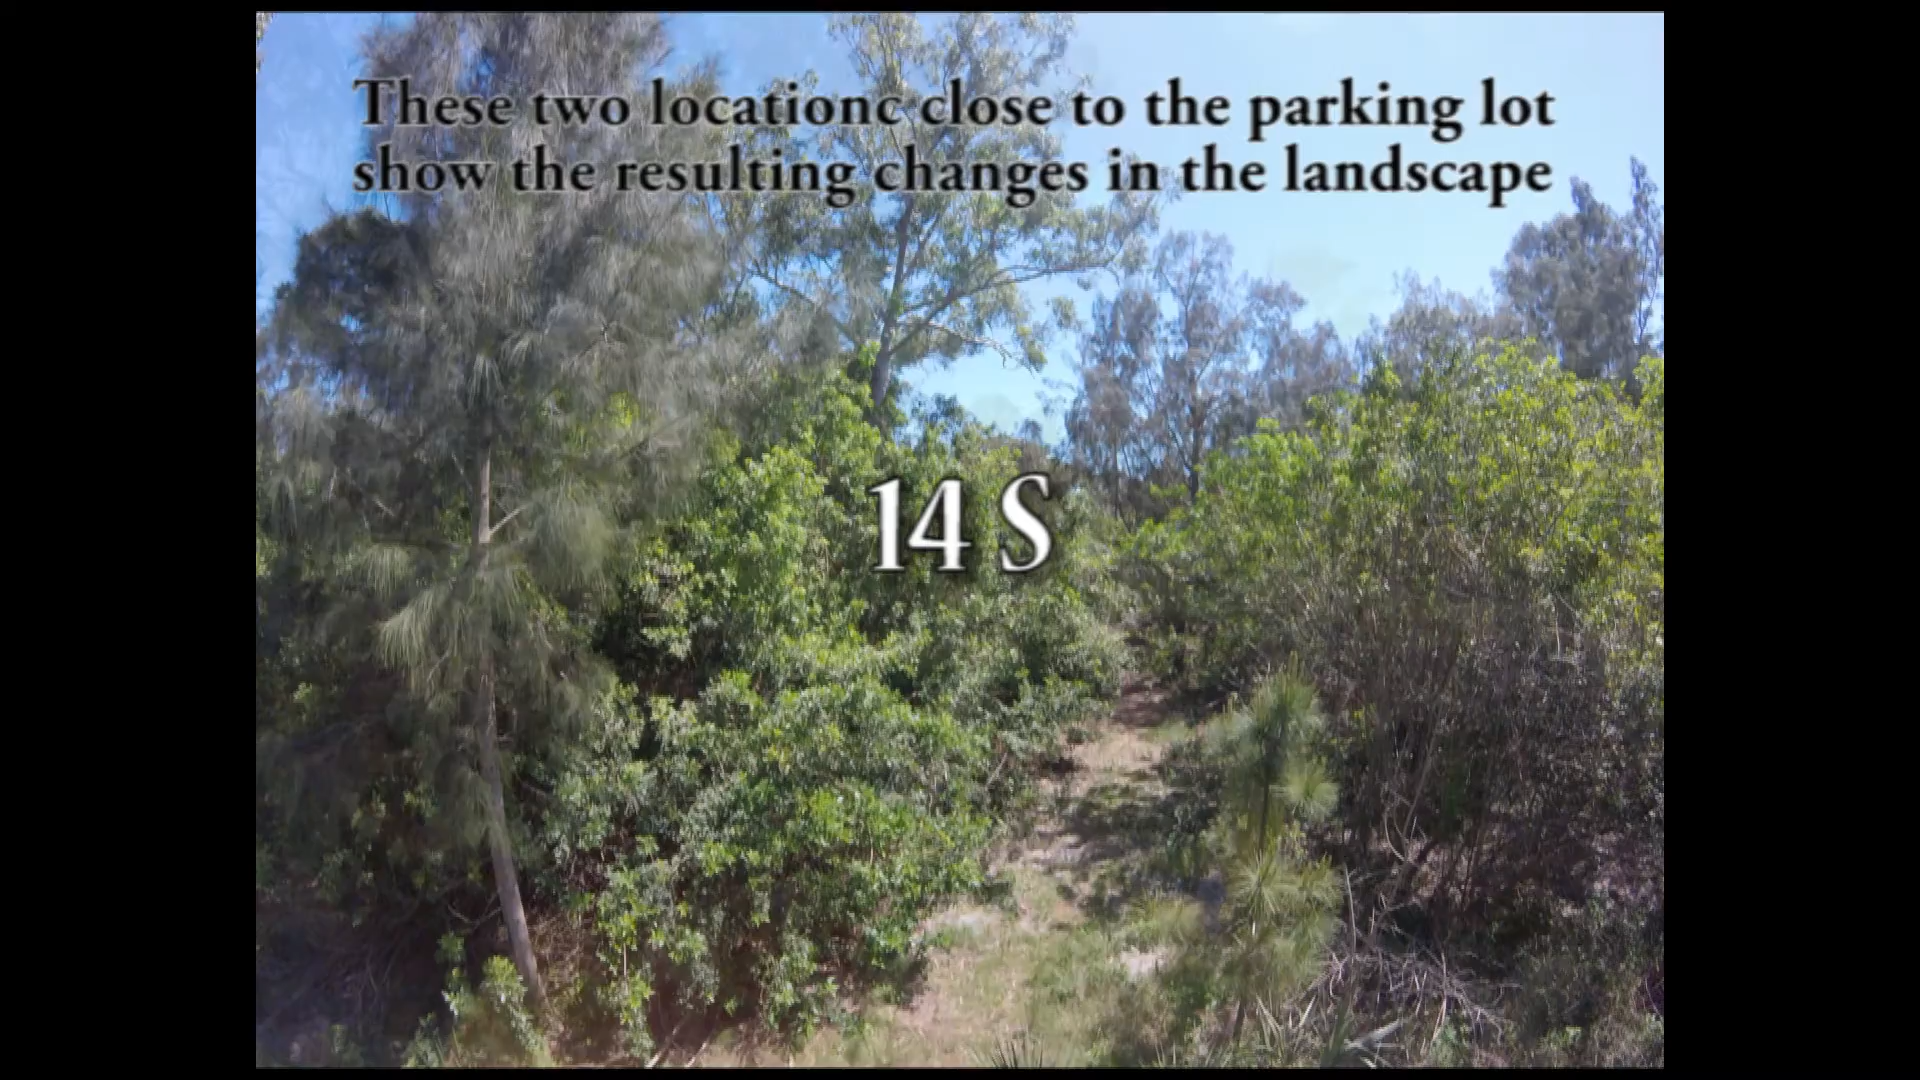 These two locationc close to the parking lot
show the resulting changes in the landscape
14 S